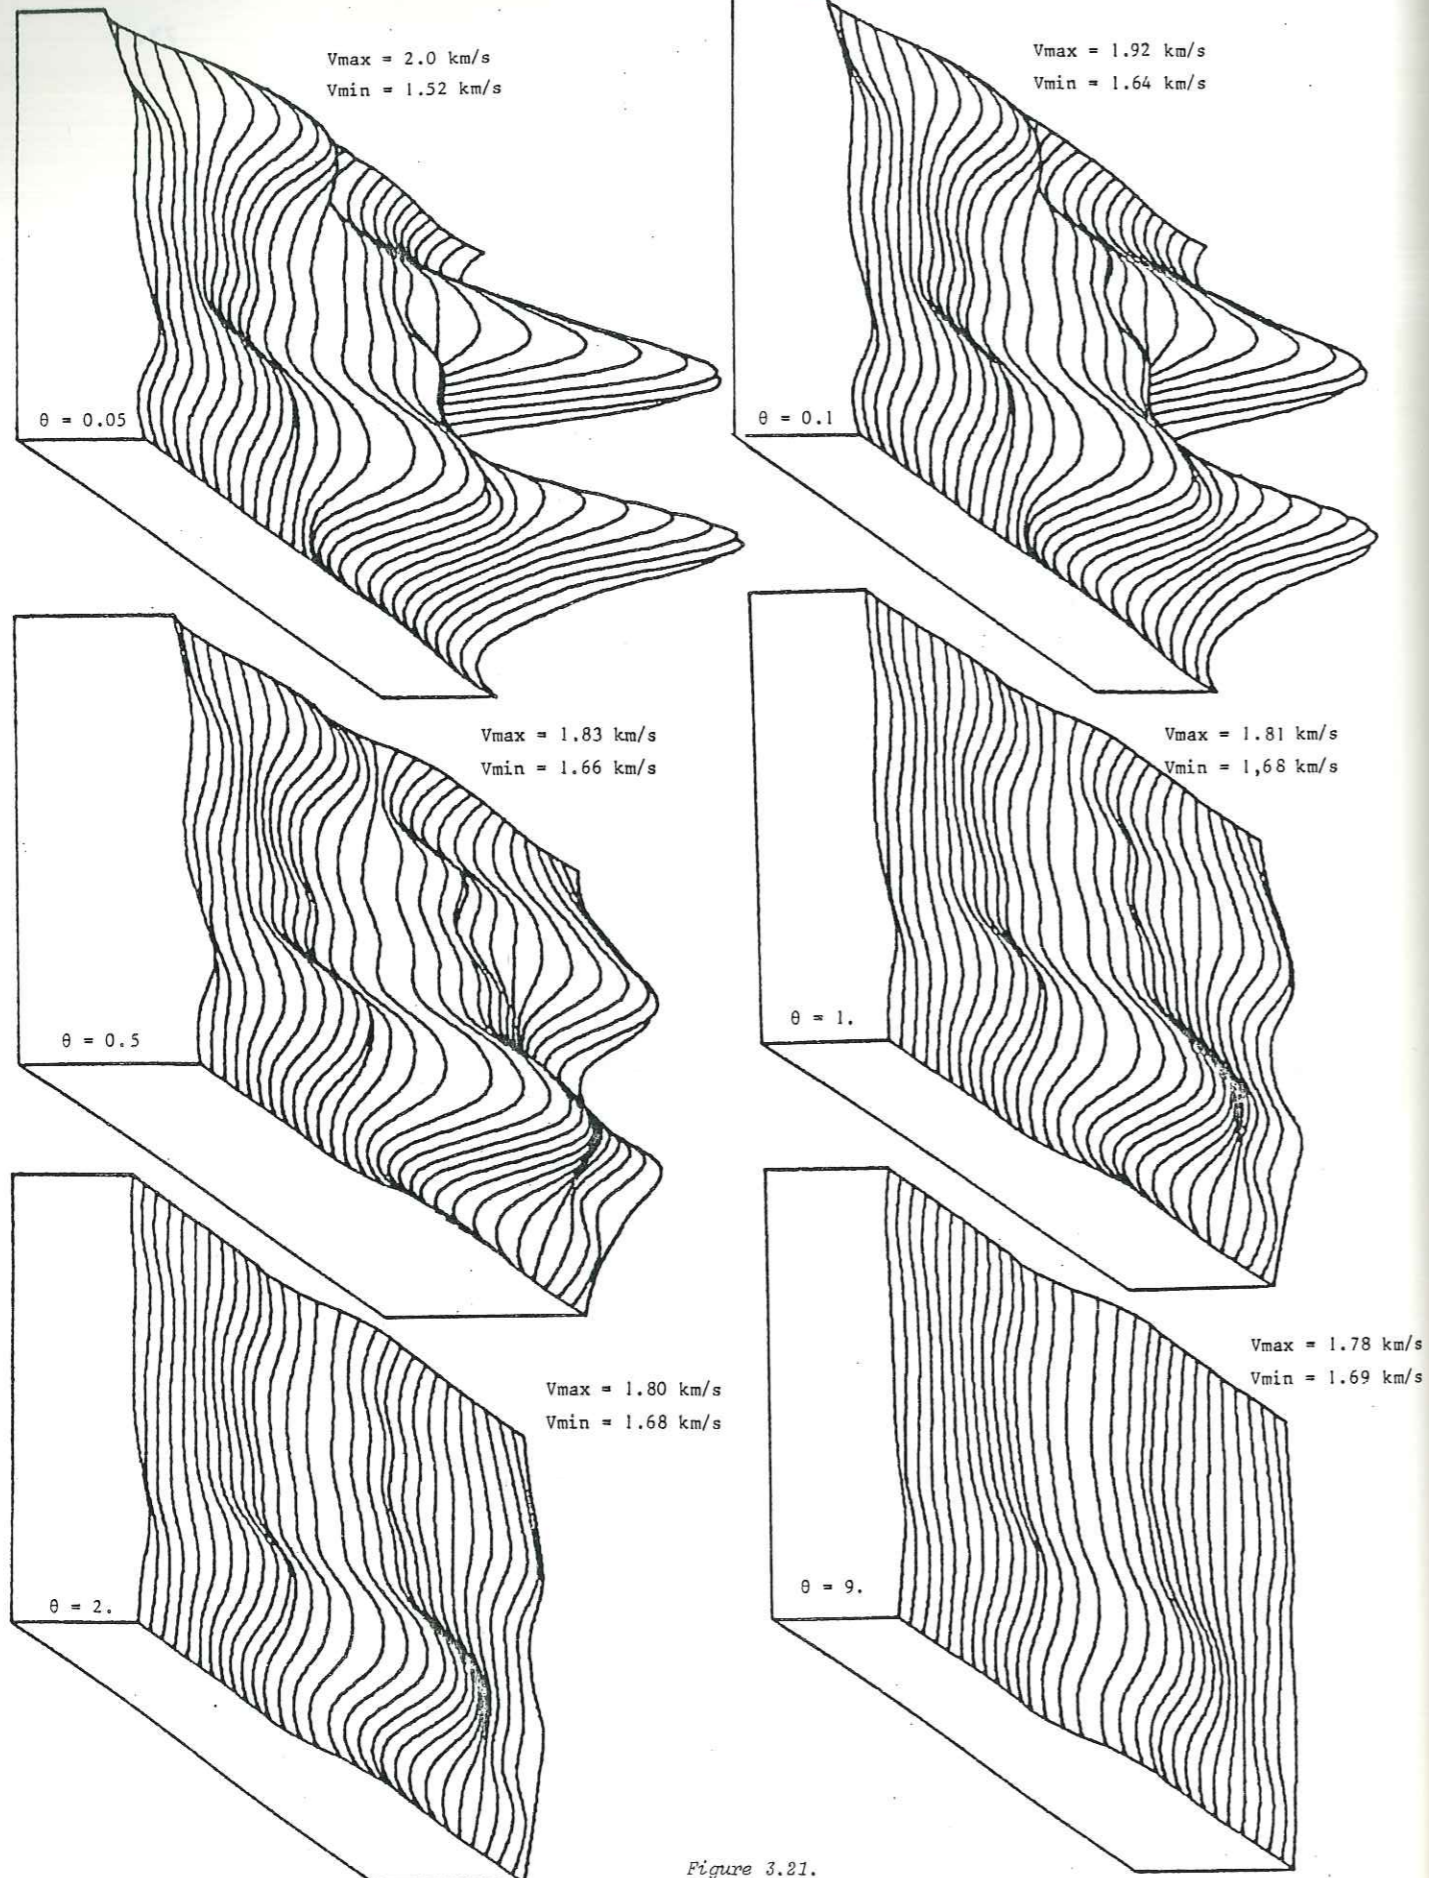 Vmax = 2.0 km/s
Vmin = 1.52 km/s
θ = 0.05
Vmax = 1.92 km/s
Vmin = 1.64 km/s
θ = 0.1
Vmax = 1.83 km/s
Vmin = 1.66 km/s
θ = 0.5
Vmax = 1.81 km/s
Vmin = 1,68 km/s
θ = 1.
Vmax = 1.80 km/s
Vmin = 1.68 km/s
θ = 2.
Vmax = 1.78 km/s
Vmin = 1.69 km/s
θ = 9.
Figure 3.21.